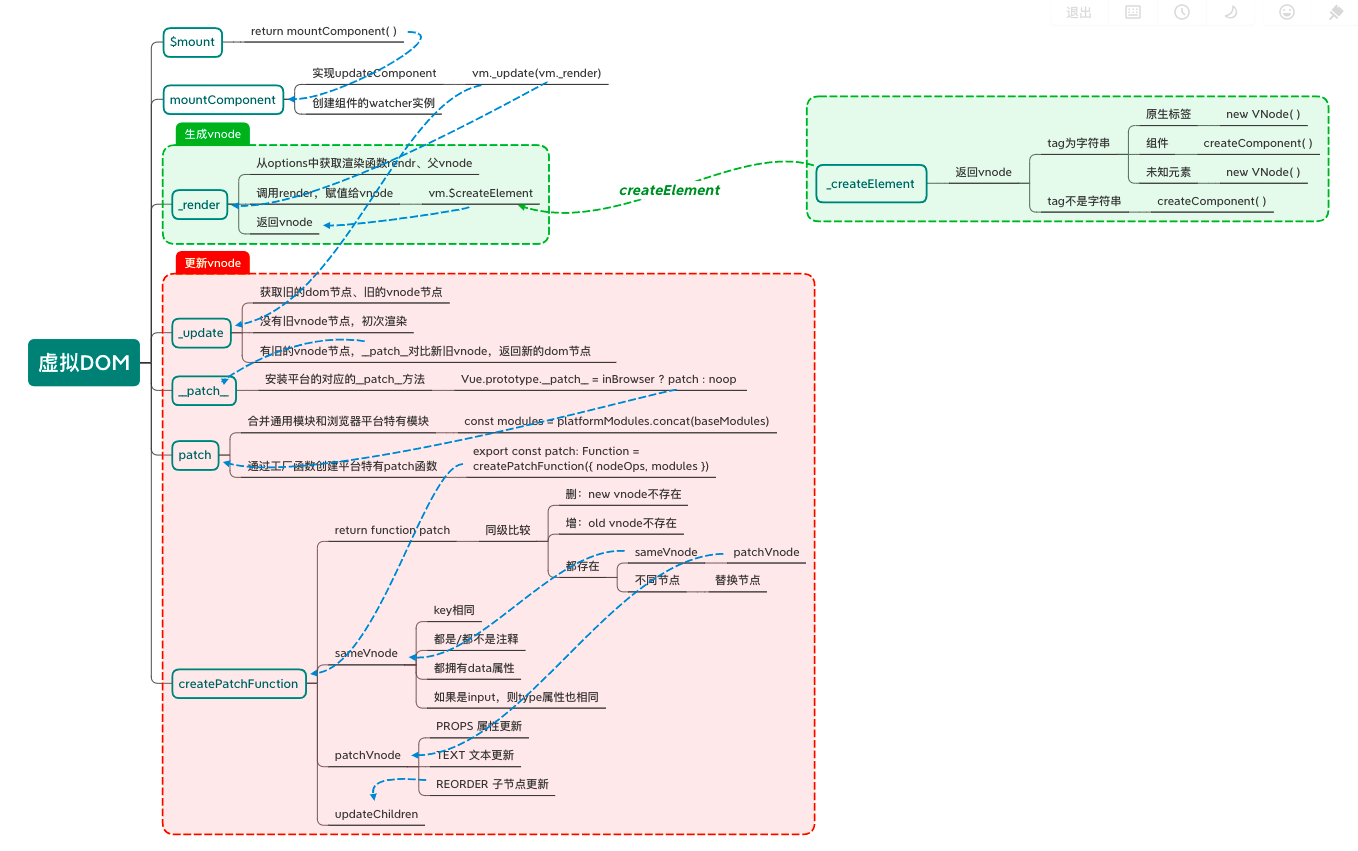 退出
$mount
return mountComponent( )
mountComponent
实现updateComponent
vm._update(vm._render)
创建组件的watcher实例
生成vnode
_render
从options中获取渲染函数rendr、父vnode
调用render，赋值给vnode
vm.$createElement
返回vnode
createElement
_createElement
返回vnode
tag为字符串
原生标签
new VNode( )
组件
createComponent( )
未知元素
new VNode( )
tag不是字符串
createComponent( )
更新vnode
虚拟DOM
_update
获取旧的dom节点、旧的vnode节点
没有旧vnode节点，初次渲染
有旧的vnode节点，__patch__对比新旧vnode，返回新的dom节点
__patch__
安装平台的对应的__patch__方法
Vue.prototype.__patch__ = inBrowser ? patch : noop
patch
合并通用模块和浏览器平台特有模块
const modules = platformModules.concat(baseModules)
通过工厂函数创建平台特有patch函数
export const patch: Function =
createPatchFunction({ nodeOps, modules })
createPatchFunction
return function patch
同级比较
删：new vnode不存在
增：old vnode不存在
都存在
sameVnode
patchVnode
不同节点
替换节点
sameVnode
key相同
都是/都不是注释
都拥有data属性
如果是input，则type属性也相同
patchVnode
PROPS 属性更新
TEXT 文本更新
REORDER 子节点更新
updateChildren